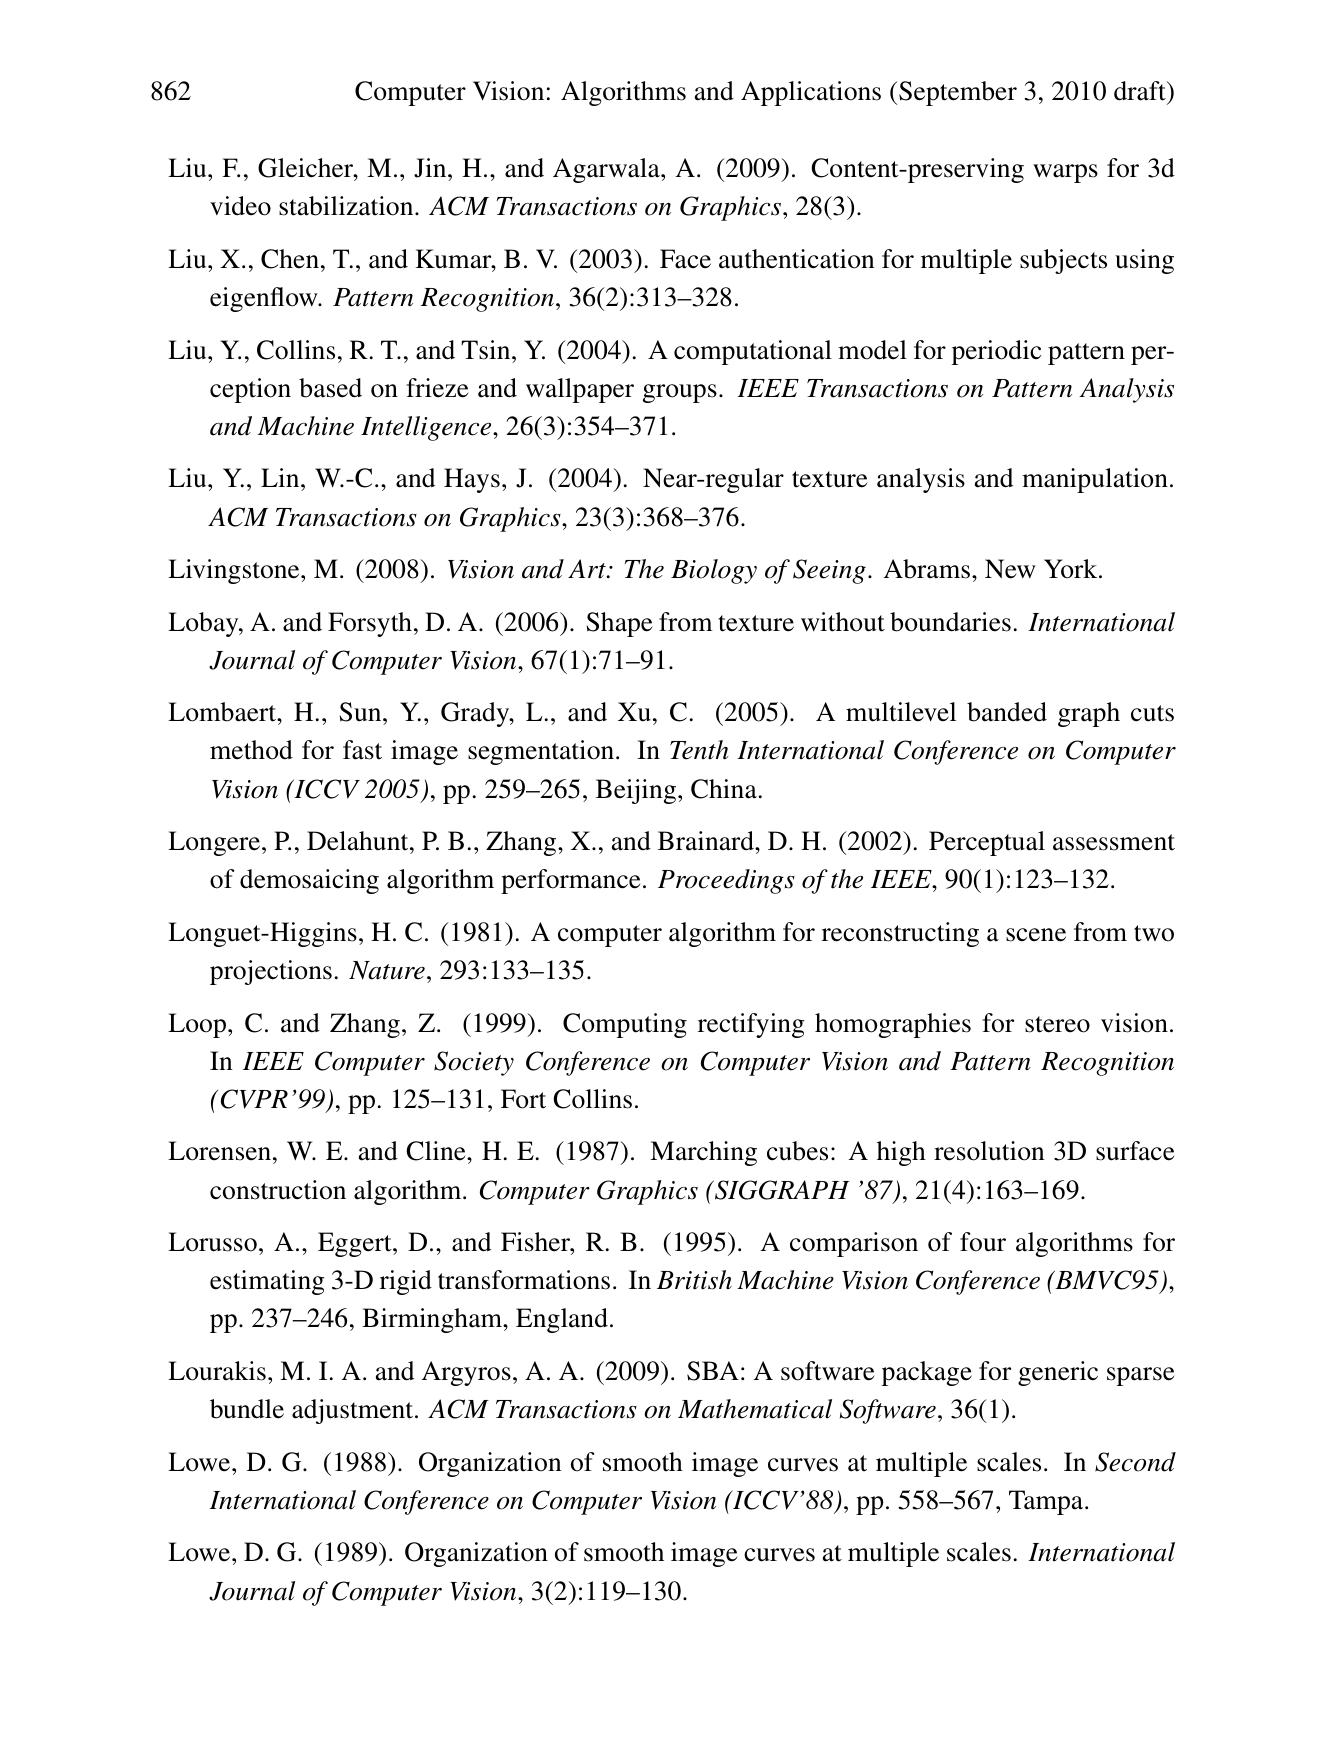 862 Computer Vision: Algorithms and Applications (September 3, 2010 draft)
Liu, F., Gleicher, M., Jin, H., and Agarwala, A. (2009). Content-preserving warps for 3d
video stabilization. ACM Transactions on Graphics, 28(3).
Liu, X., Chen, T., and Kumar, B. V. (2003). Face authentication for multiple subjects using
eigenflow. Pattern Recognition, 36(2):313–328.
Liu, Y., Collins, R. T., and Tsin, Y. (2004). A computational model for periodic pattern per-
ception based on frieze and wallpaper groups. IEEE Transactions on Pattern Analysis
and Machine Intelligence, 26(3):354–371.
Liu, Y., Lin, W.-C., and Hays, J. (2004). Near-regular texture analysis and manipulation.
ACM Transactions on Graphics, 23(3):368–376.
Livingstone, M. (2008). Vision and Art: The Biology of Seeing. Abrams, New York.
Lobay, A. and Forsyth, D. A. (2006). Shape from texture without boundaries. International
Journal of Computer Vision, 67(1):71–91.
Lombaert, H., Sun, Y., Grady, L., and Xu, C. (2005). A multilevel banded graph cuts
method for fast image segmentation. In Tenth International Conference on Computer
Vision (ICCV 2005), pp. 259–265, Beijing, China.
Longere, P., Delahunt, P. B., Zhang, X., and Brainard, D. H. (2002). Perceptual assessment
of demosaicing algorithm performance. Proceedings of the IEEE, 90(1):123–132.
Longuet-Higgins, H. C. (1981). A computer algorithm for reconstructing a scene from two
projections. Nature, 293:133–135.
Loop, C. and Zhang, Z. (1999). Computing rectifying homographies for stereo vision.
In IEEE Computer Society Conference on Computer Vision and Pattern Recognition
(CVPR’99), pp. 125–131, Fort Collins.
Lorensen, W. E. and Cline, H. E. (1987). Marching cubes: A high resolution 3D surface
construction algorithm. Computer Graphics (SIGGRAPH ’87), 21(4):163–169.
Lorusso, A., Eggert, D., and Fisher, R. B. (1995). A comparison of four algorithms for
estimating 3-D rigid transformations. In British Machine Vision Conference (BMVC95),
pp. 237–246, Birmingham, England.
Lourakis, M. I. A. and Argyros, A. A. (2009). SBA: A software package for generic sparse
bundle adjustment. ACM Transactions on Mathematical Software, 36(1).
Lowe, D. G. (1988). Organization of smooth image curves at multiple scales. In Second
International Conference on Computer Vision (ICCV’88), pp. 558–567, Tampa.
Lowe, D. G. (1989). Organization of smooth image curves at multiple scales. International
Journal of Computer Vision, 3(2):119–130.